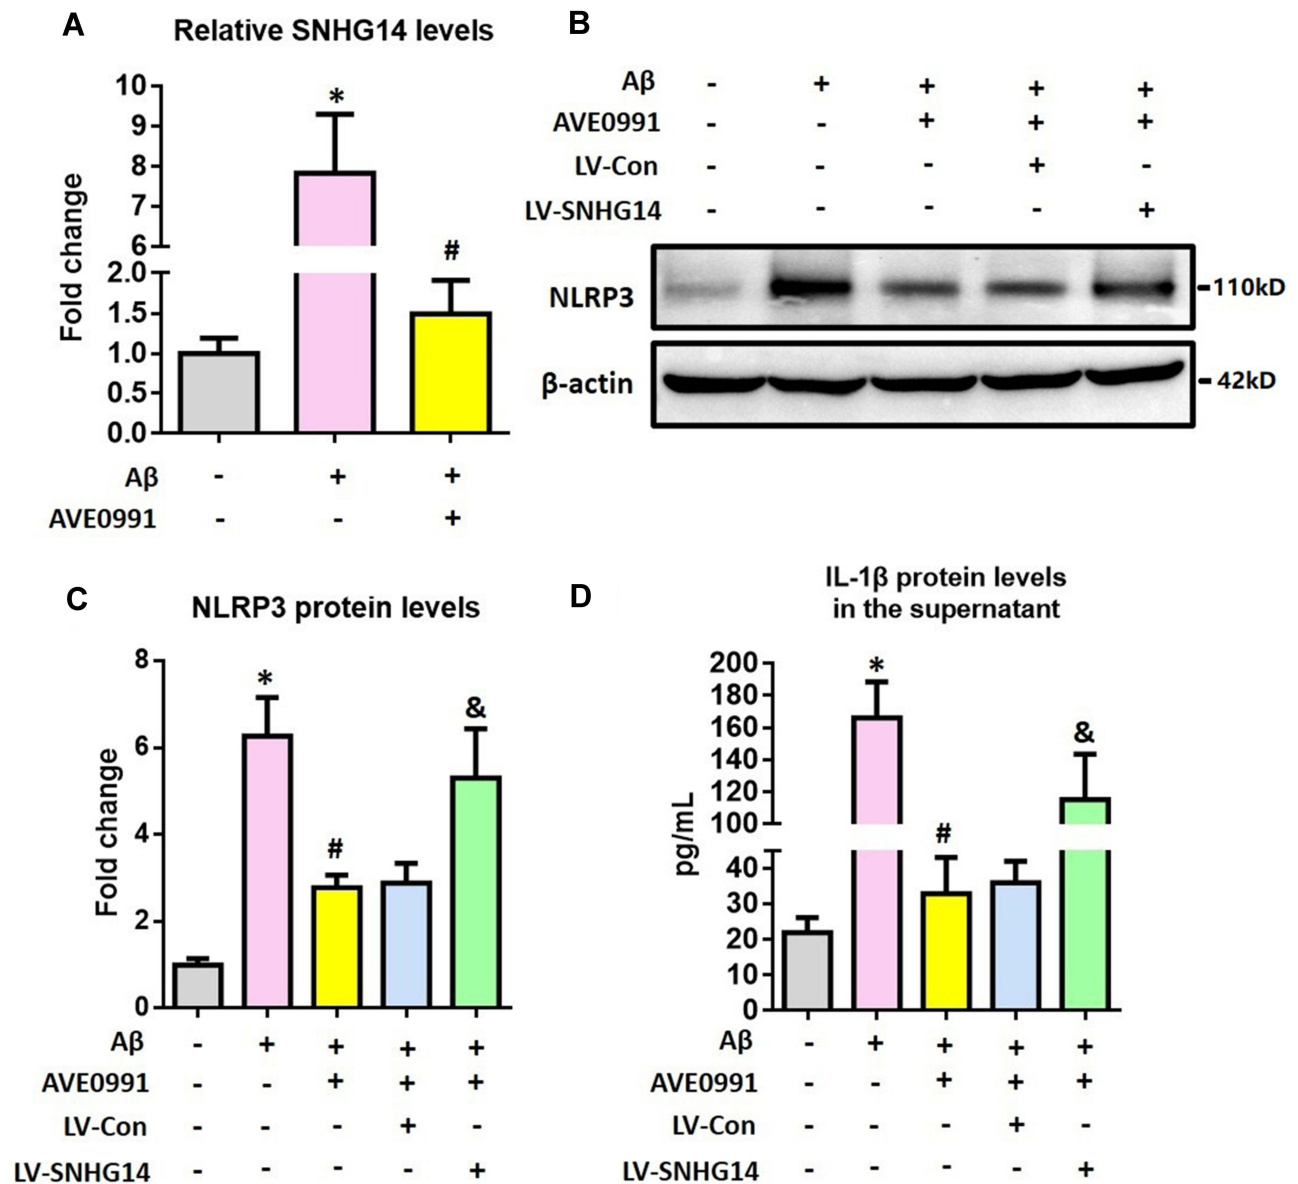 A
Relative SNHG14 levels
Fold change
10
9
8
7
6
2.0
1.5
1.0
0.5
0.0
*
#
Aβ - + +
AVE0991 - - +
B
Aβ - + + + +
AVE0991 - - + + +
LV-Con - - - + -
LV-SNHG14 - - - - +
NLRP3
-110kD
β-actin
-42kD
C
NLRP3 protein levels
Fold change
8
6
4
2
0
*
#
&
Aβ - + + + +
AVE0991 - - + + +
LV-Con - - - + -
LV-SNHG14 - - - - +
D
IL-1β protein levels
in the supernatant
pg/mL
200
180
160
140
120
100
40
30
20
10
0
*
#
&
Aβ - + + + +
AVE0991 - - + + +
LV-Con - - - + -
LV-SNHG14 - - - - +